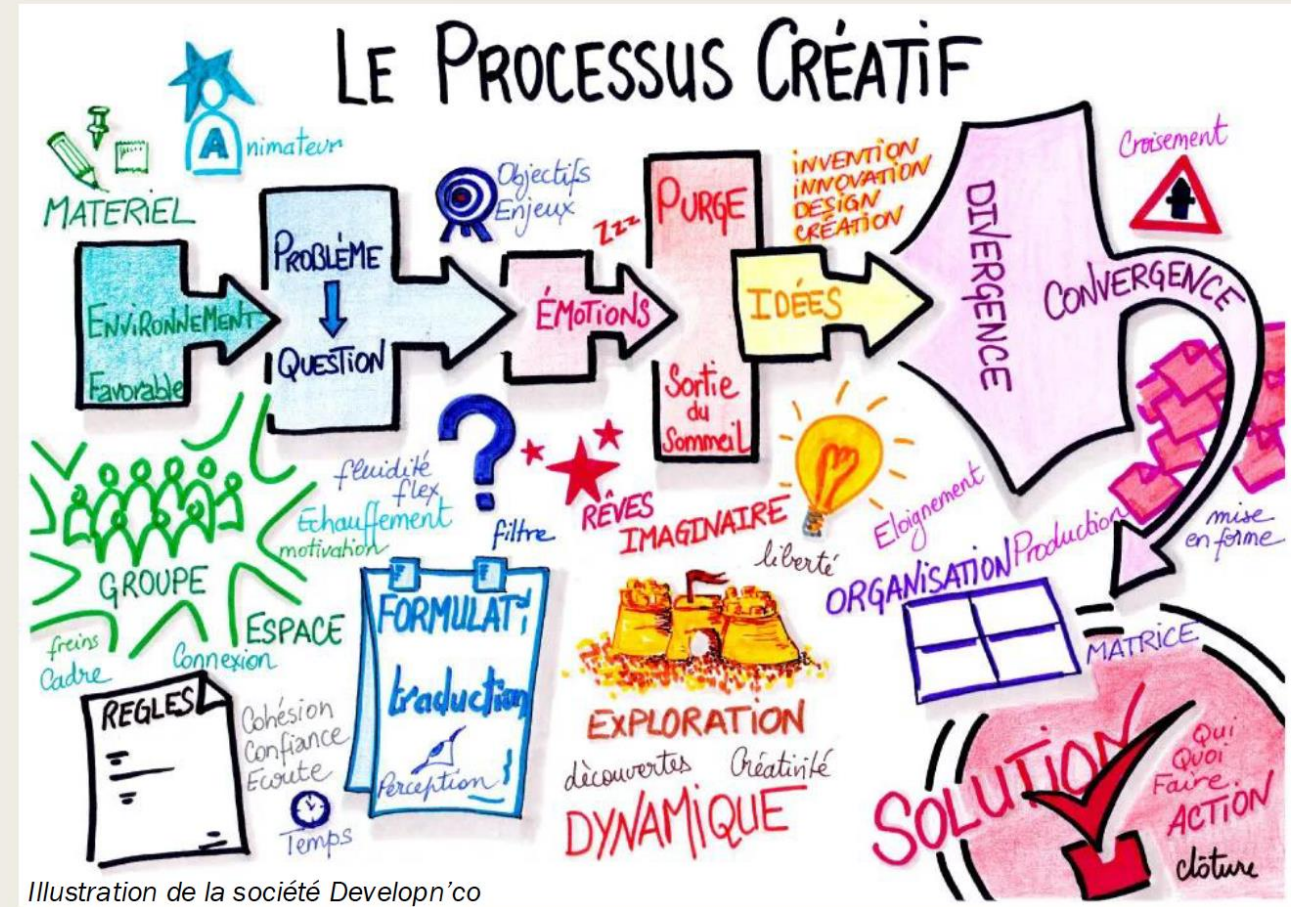 LE PROCESSUS CRÉATIF
Animateur
MATERIEL
ENVIRONNEMENT
Favorable
PROBLÈME
QUESTION
Objectifs
Enjeux
zzz
ÉMOTIONS
PURGE
Sortie
du
Sommeil
INVENTION
INNOVATION
DESIGN
CRÉATION
IDÉES
DIVERGENCE
CONVERGENCE
Croisement
GROUPE
ESPACE
freins
Cadre
Connexion
fluidité
flex
Echauffement
motivation
?
filtre
RÊVES
IMAGINAIRE
liberté
Eloignement
Production
mise
en forme
ORGANISATION
MATRICE
REGLES
Cohésion
Confiance
Ecoute
Temps
FORMULAT°
traduction
Perception
EXPLORATION
dècouvertes
Créativité
DYNAMIQUE
SOLUTION
Qui
Quoi
Faire
ACTION
clôture
Illustration de la société Developn'co